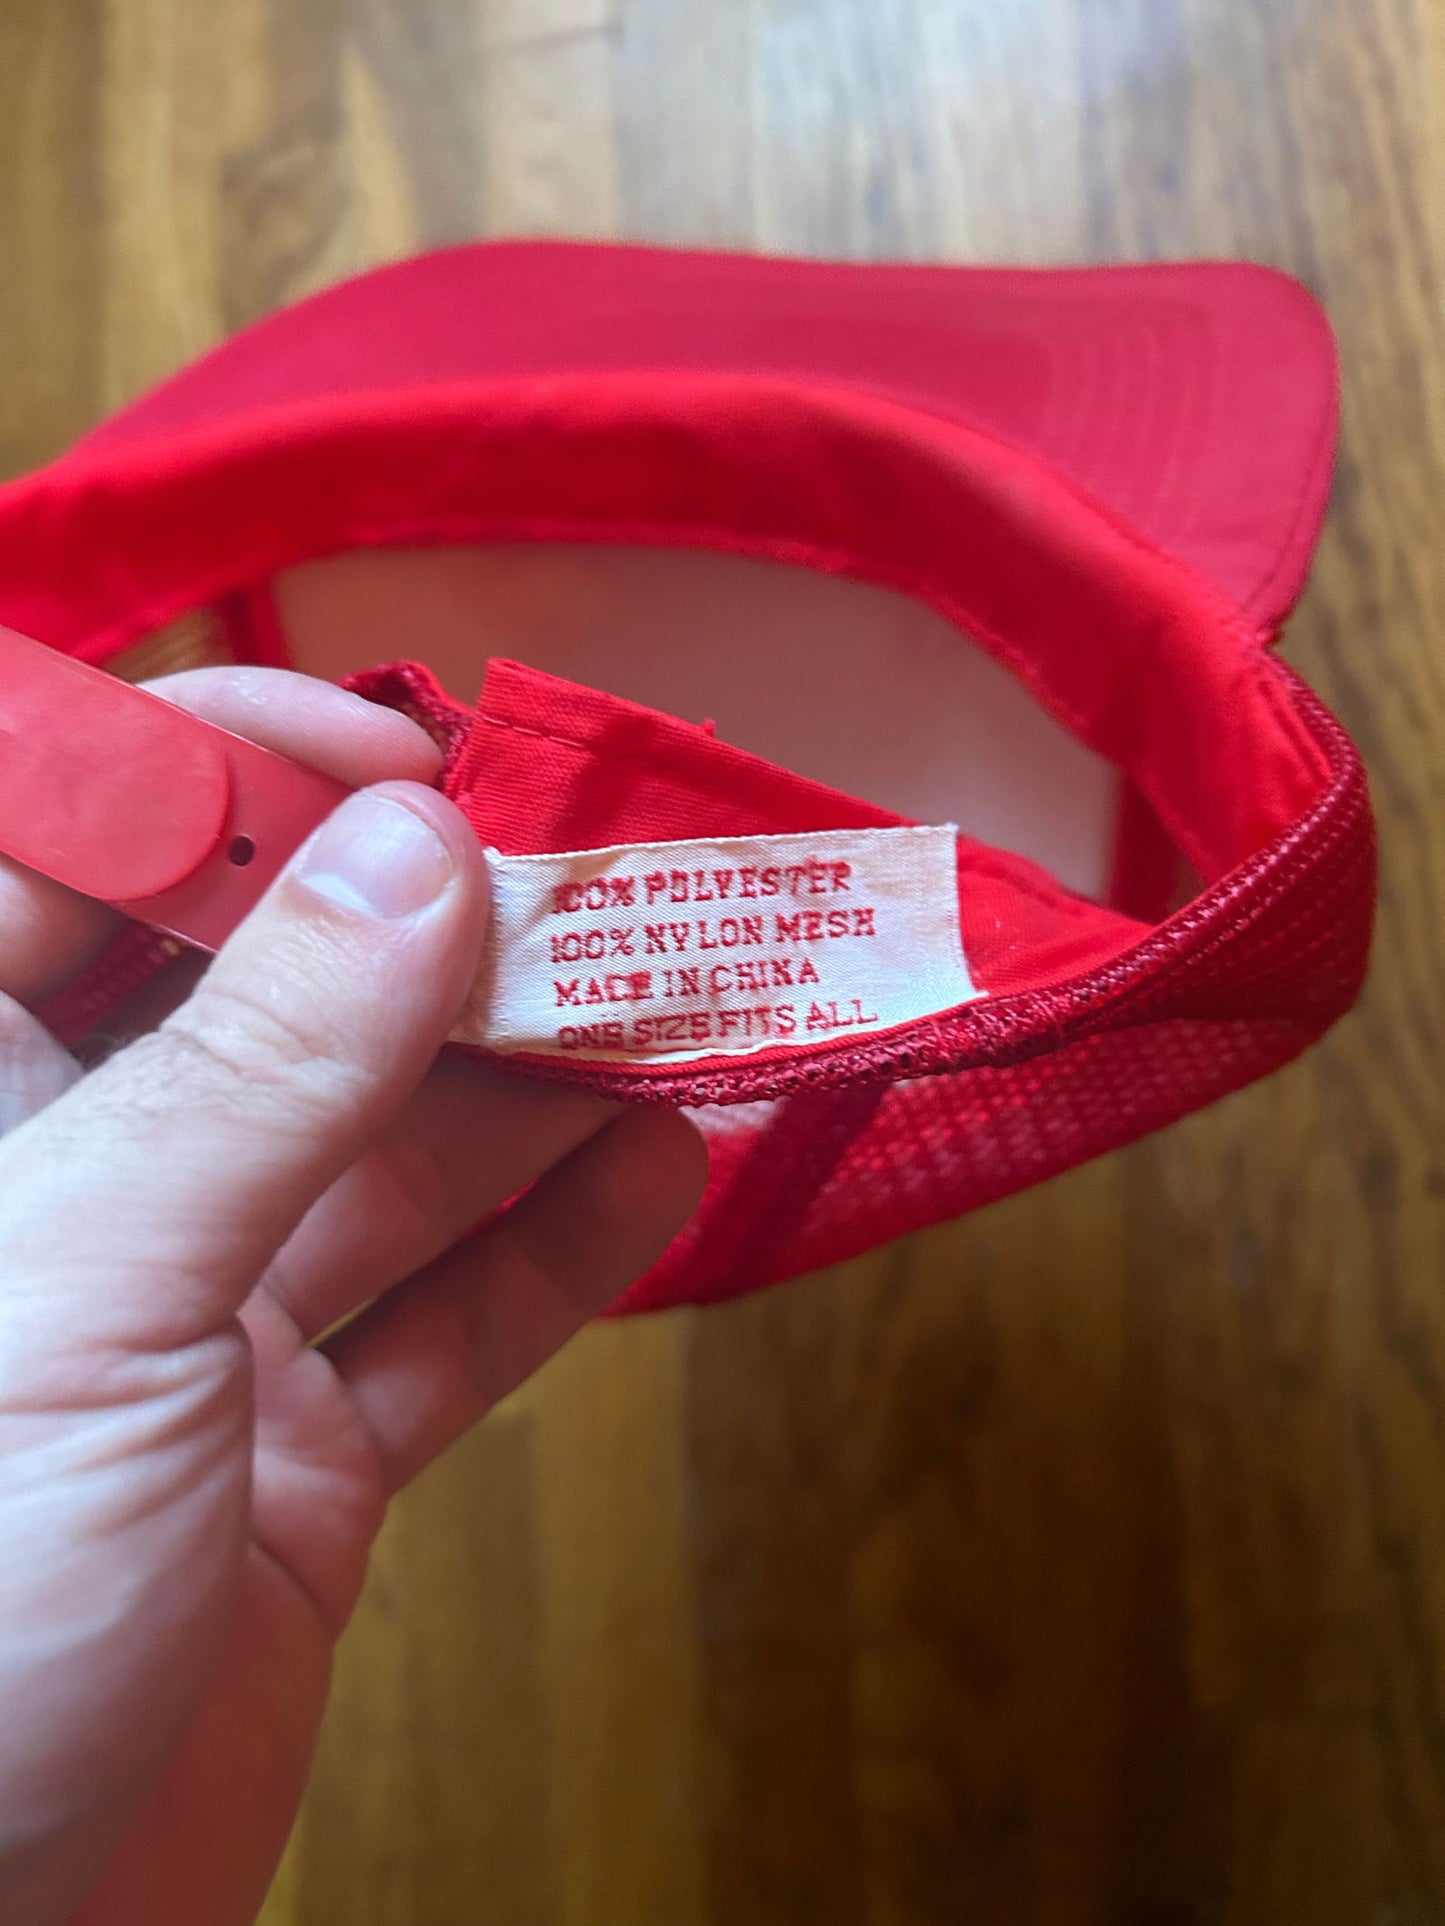 100% POLYESTER
100% NYLON MESH
MADE IN CHINA
ONE SIZE FITS ALL